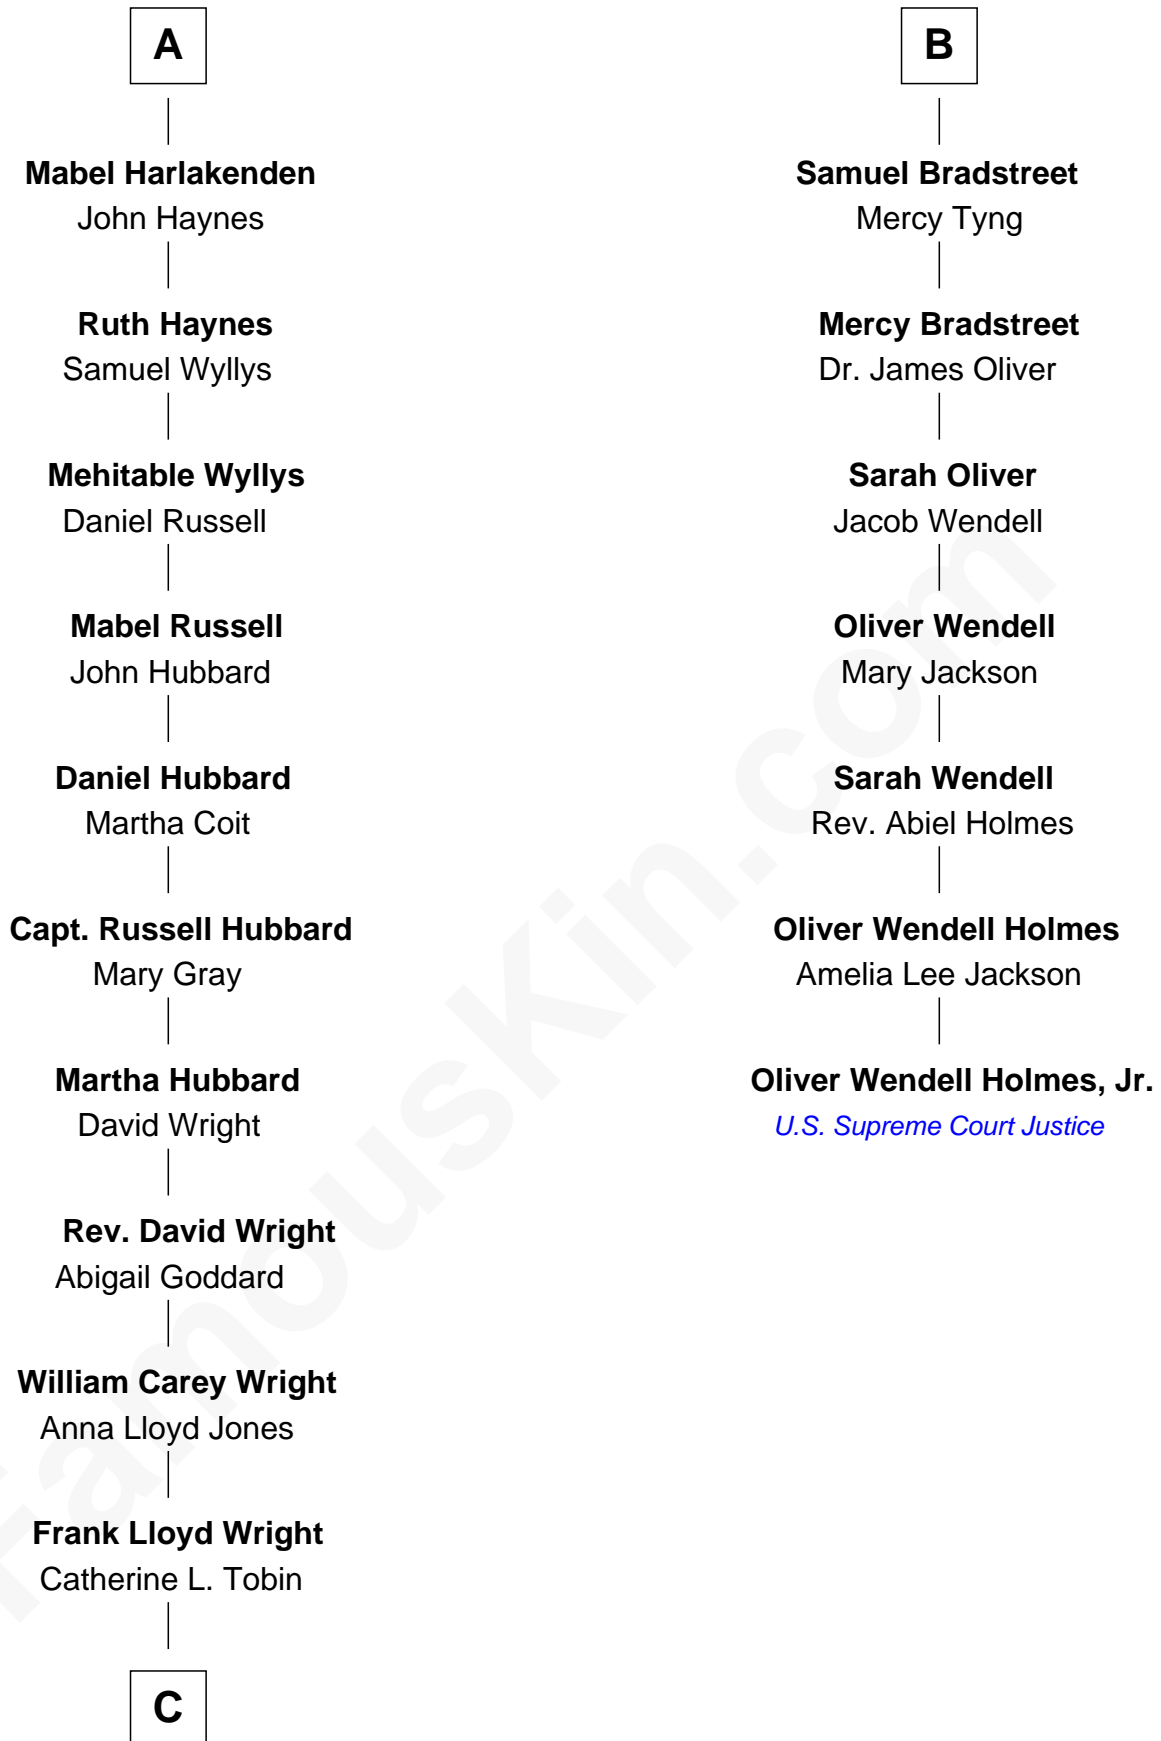 A
Mabel Harlakenden
John Haynes
Ruth Haynes
Samuel Wyllys
Mehitable Wyllys
Daniel Russell
Mabel Russell
John Hubbard
Daniel Hubbard
Martha Coit
Capt. Russell Hubbard
Mary Gray
Martha Hubbard
David Wright
Rev. David Wright
Abigail Goddard
William Carey Wright
Anna Lloyd Jones
Frank Lloyd Wright
Catherine L. Tobin
C
B
Samuel Bradstreet
Mercy Tyng
Mercy Bradstreet
Dr. James Oliver
Sarah Oliver
Jacob Wendell
Oliver Wendell
Mary Jackson
Sarah Wendell
Rev. Abiel Holmes
Oliver Wendell Holmes
Amelia Lee Jackson
Oliver Wendell Holmes, Jr.
U.S. Supreme Court Justice
FamousKin.com